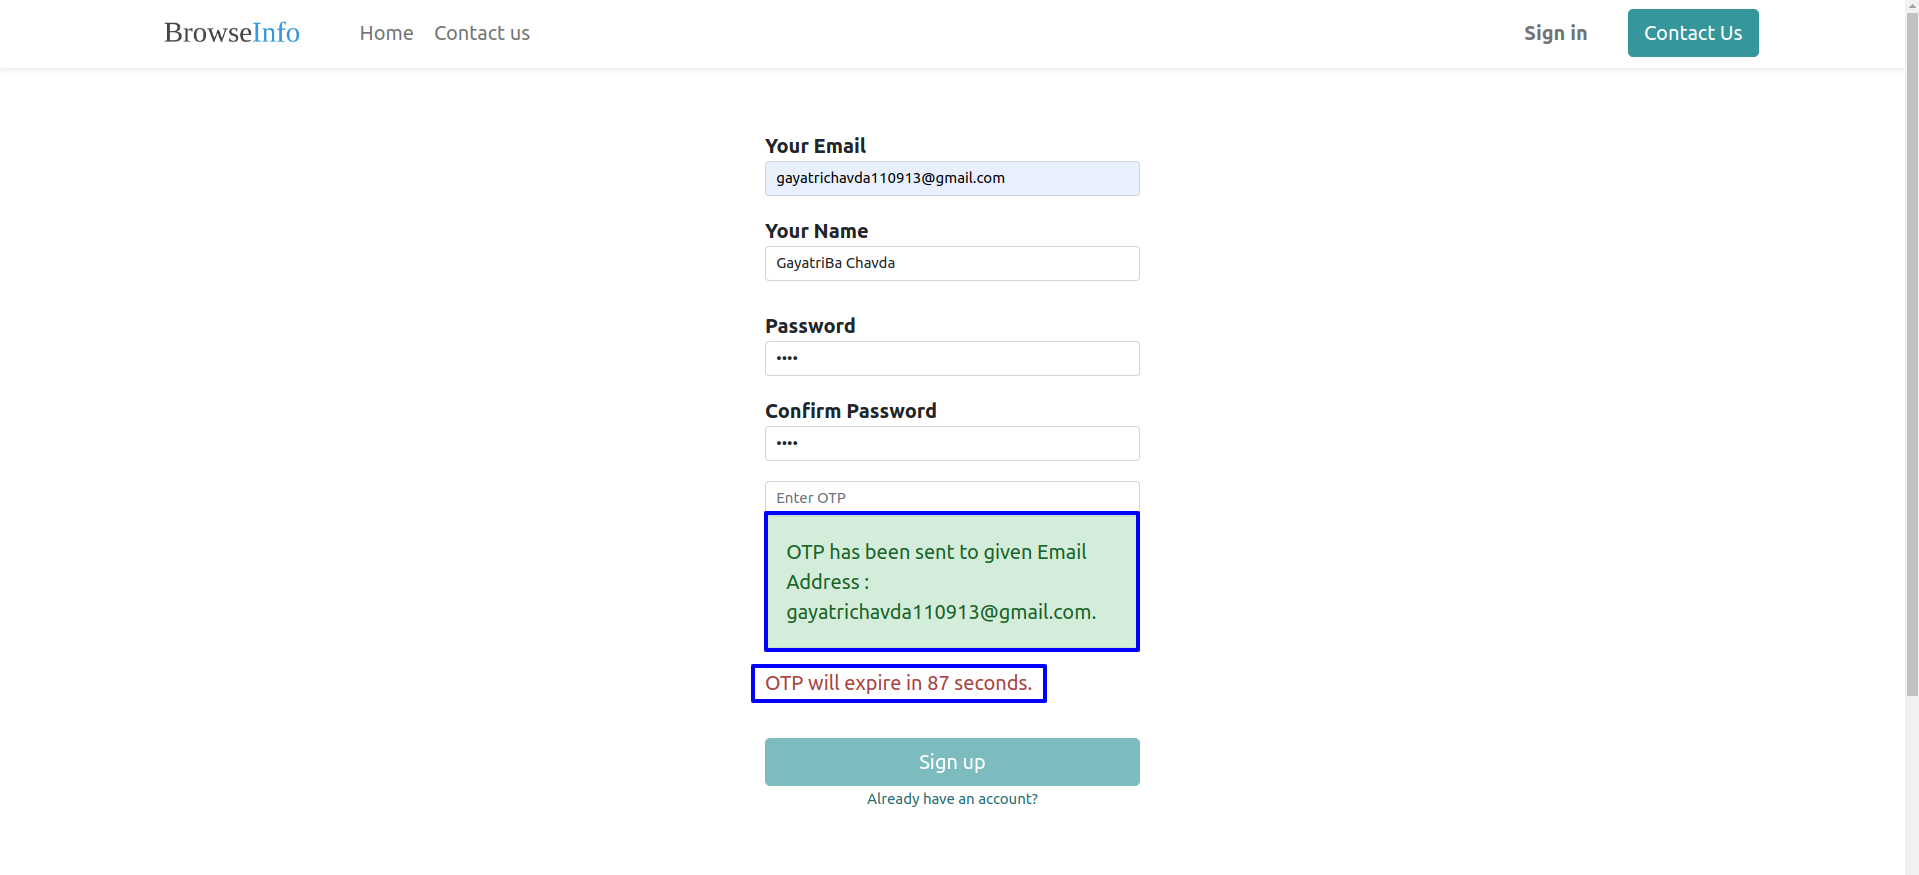 BrowseInfo Home Contact us Sign in Contact Us
Your Email
gayatrichavda110913@gmail.com
Your Name
GayatriBa Chavda
Password
••••
Confirm Password
••••
Enter OTP
OTP has been sent to given Email
Address :
gayatrichavda110913@gmail.com.
OTP will expire in 87 seconds.
Sign up
Already have an account?